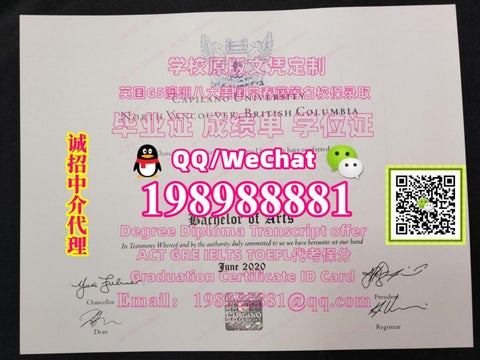 学校原版文凭定制
英国G5澳洲八大美国常春藤等名校保录取
CAPILANO UNIVERSITY
NORTH VANCOUVER, BRITISH COLUMBIA
毕业证 成绩单 学位证
have conferred
诚招中介代理
QQ/WeChat
198988881
Bachelor of Arts
Degree Diploma Transcript offer
In Testimony Whereof and by the authority duly committed to us we have hereunto set our hand
ACT GRE IELTS TOEFL代考保分
June 2020
Graduation Certificate ID Card
Chancellor
President
Email: 198988881@qq.com
CAPILANO
Dean
Registrar